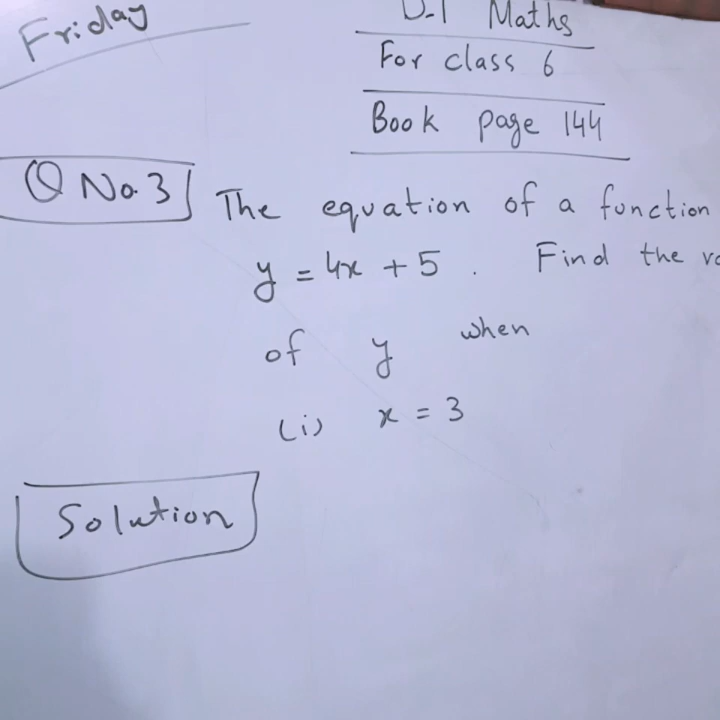 Friday
D-1 Maths
For class 6
Book page 144
Q No.3 The equation of a function
y = 4x + 5 . Find the
of y when
(i) x = 3
Solution